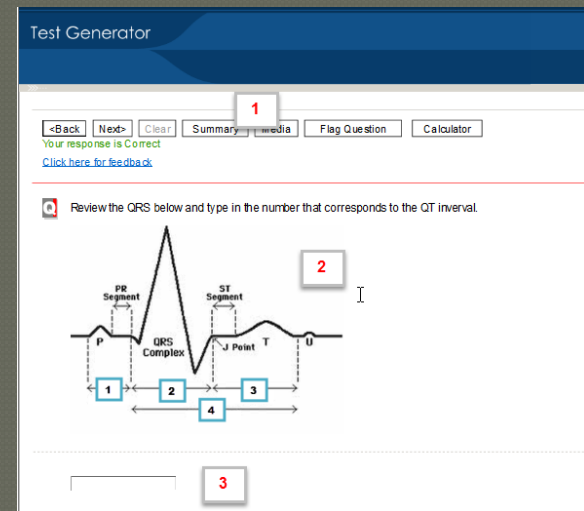 Test Generator
1
<Back Next> Clear Summary Media Flag Question Calculator
Your response is Correct
Click here for feedback
Review the QRS below and type in the number that corresponds to the QT inverval.
2
PR
Segment
ST
Segment
P
QRS
Complex
J Point
T
U
1
2
3
4
3